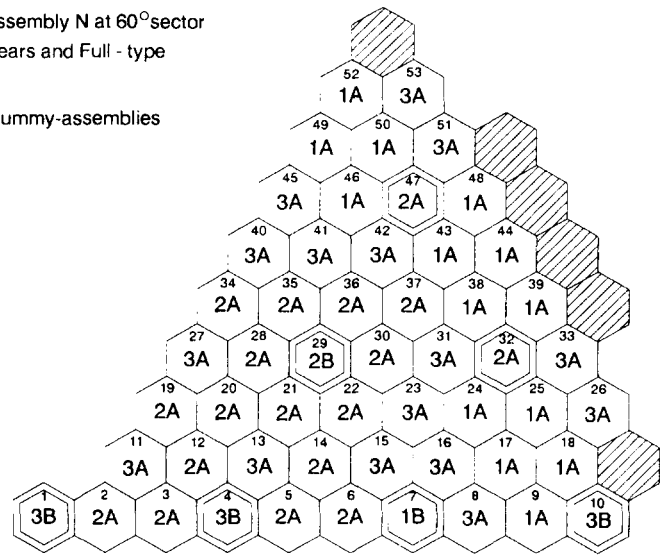 ssembly N at 60° sector
ears and Full - type
ummy-assemblies
52 53
1A 3A
49 50 51
1A 1A 3A
45 46 47 48
3A 1A 2A 1A
40 41 42 43 44
3A 3A 3A 1A 1A
34 35 36 37 38 39
2A 2A 2A 2A 1A 1A
27 28 29 30 31 32 33
3A 2A 2B 2A 3A 2A 3A
19 20 21 22 23 24 25 26
2A 2A 2A 2A 3A 1A 1A 3A
11 12 13 14 15 16 17 18
3A 2A 3A 2A 3A 3A 1A 1A
1 2 3 4 5 6 7 8 9 10
3B 2A 2A 3B 2A 2A 1B 3A 1A 3B